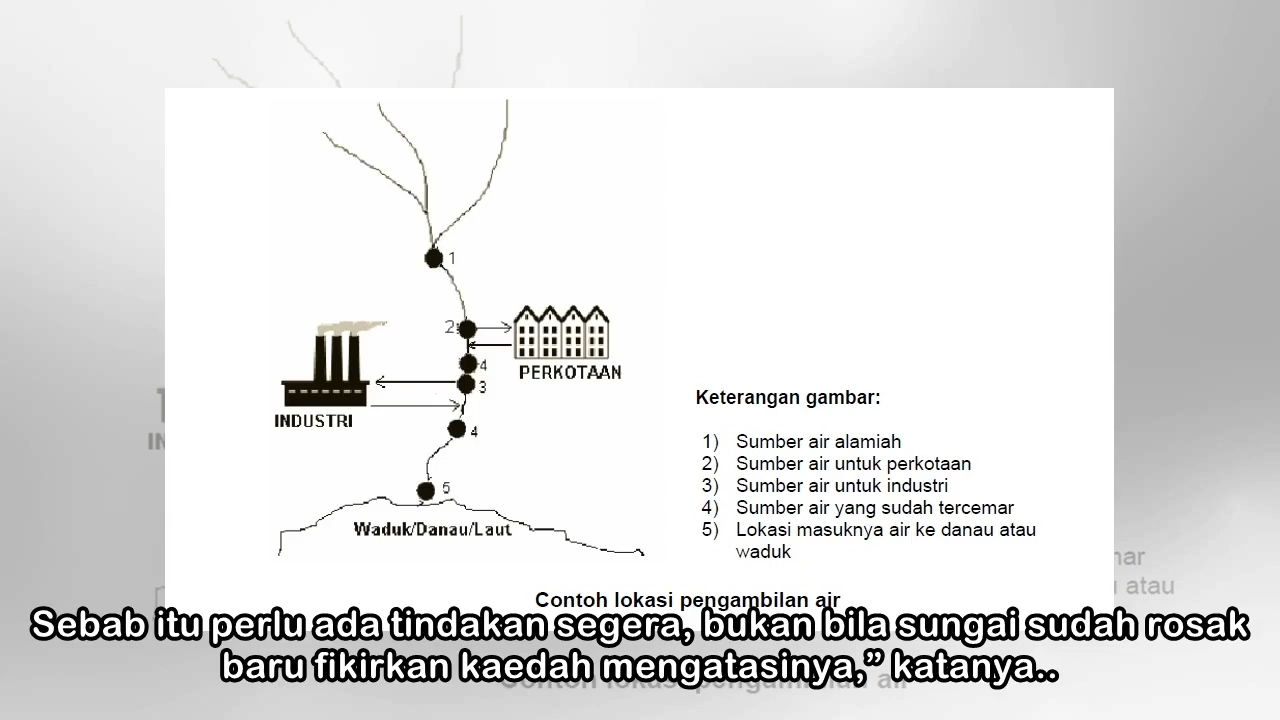 1
2
PERKOTAAN
4
3
INDUSTRI
4
5
Waduk/Danau/Laut
Keterangan gambar:
1) Sumber air alamiah
2) Sumber air untuk perkotaan
3) Sumber air untuk industri
4) Sumber air yang sudah tercemar
5) Lokasi masuknya air ke danau atau
waduk
Contoh lokasi pengambilan air
Sebab itu perlu ada tindakan segera, bukan bila sungai sudah rosak
baru fikirkan kaedah mengatasinya,” katanya..